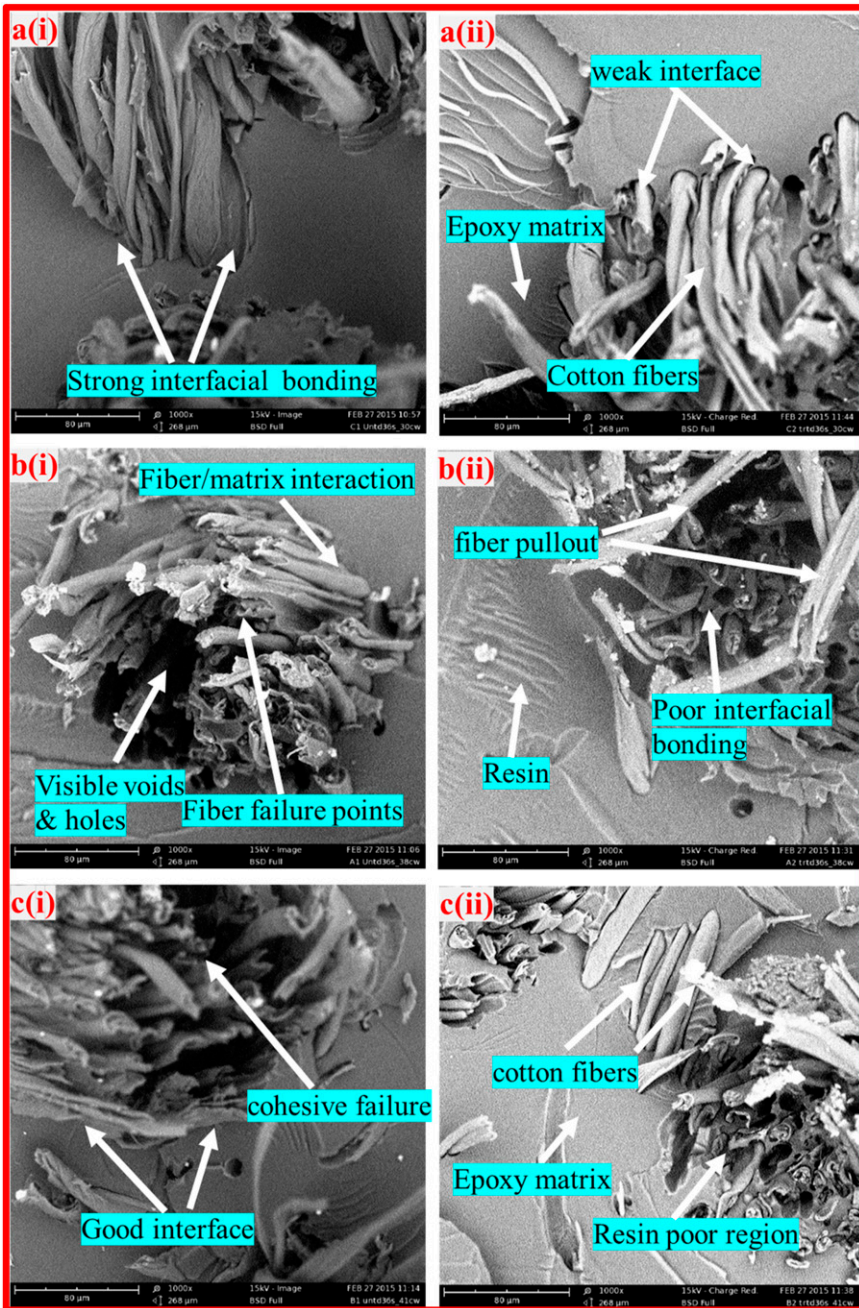 a(i)
Strong interfacial bonding
80 µm
1000x
268 µm
15kV - Image
BSD Full
FEB 27 2015 10:57
C1 Untd36s_30cw
a(ii)
weak interface
Epoxy matrix
Cotton fibers
80 µm
1000x
268 µm
15kV - Charge Red.
BSD Full
FEB 27 2015 11:44
C2 trtd36s_30cw
b(i)
Fiber/matrix interaction
Visible voids
& holes
Fiber failure points
80 µm
1000x
268 µm
15kV - Image
BSD Full
FEB 27 2015 11:06
A1 Untd36s_38cw
b(ii)
fiber pullout
Poor interfacial
bonding
Resin
80 µm
1000x
268 µm
15kV - Charge Red.
BSD Full
FEB 27 2015 11:31
A2 trtd36s_38cw
c(i)
cohesive failure
Good interface
80 µm
1000x
268 µm
15kV - Image
BSD Full
FEB 27 2015 11:14
B1 untd36s_41cw
c(ii)
cotton fibers
Epoxy matrix
Resin poor region
80 µm
1000x
268 µm
15kV - Charge Red.
BSD Full
FEB 27 2015 11:38
B2 trtd36s_41cw